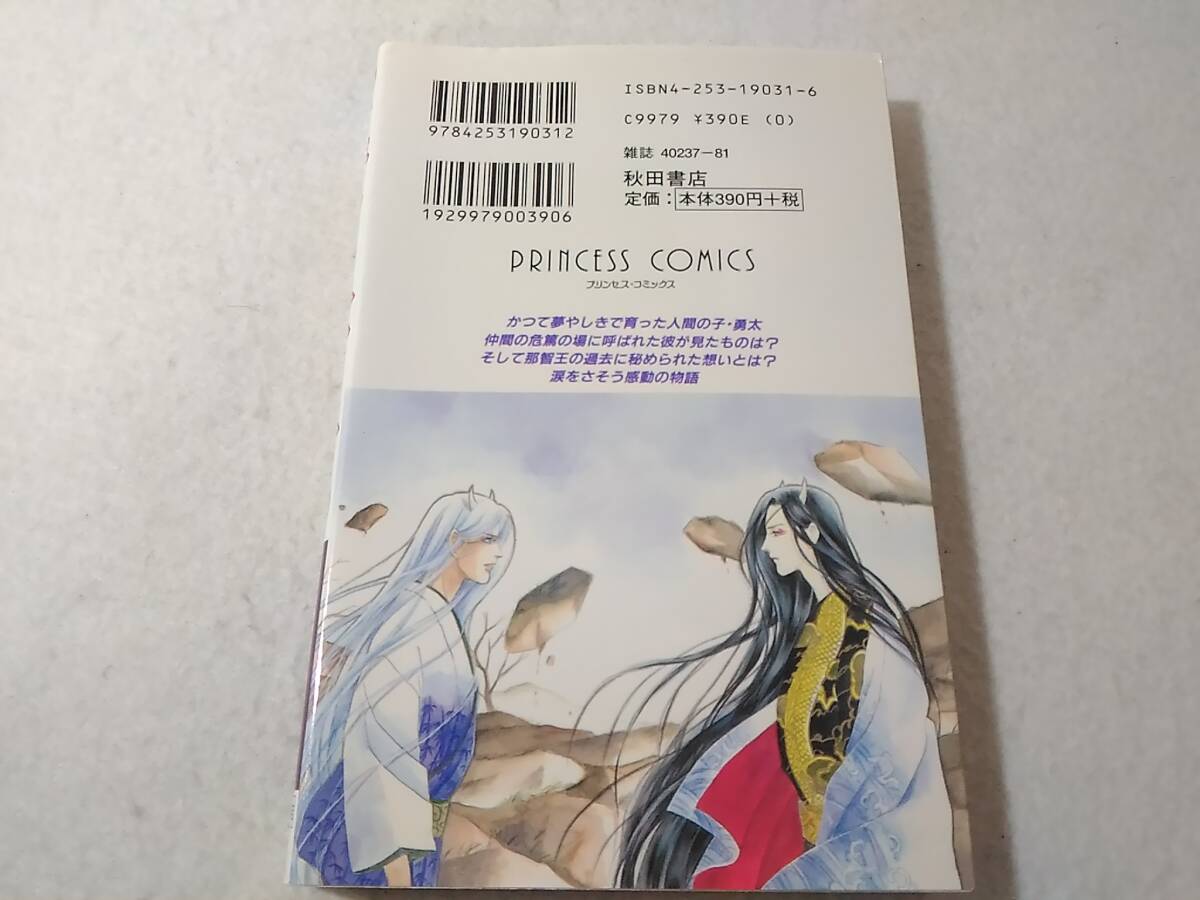 9784253190312
1929979003906
ISBN4-253-19031-6
C9979 ¥390E (0)
雑誌 40237-81
秋田書店
定価:本体390円+税
PRINCESS COMICS
プリンセス・コミックス
かつて夢やしきで育った人間の子・勇太
仲間の危篤の場に呼ばれた彼が見たものは?
そして那智王の過去に秘められた想いとは?
涙をさそう感動の物語